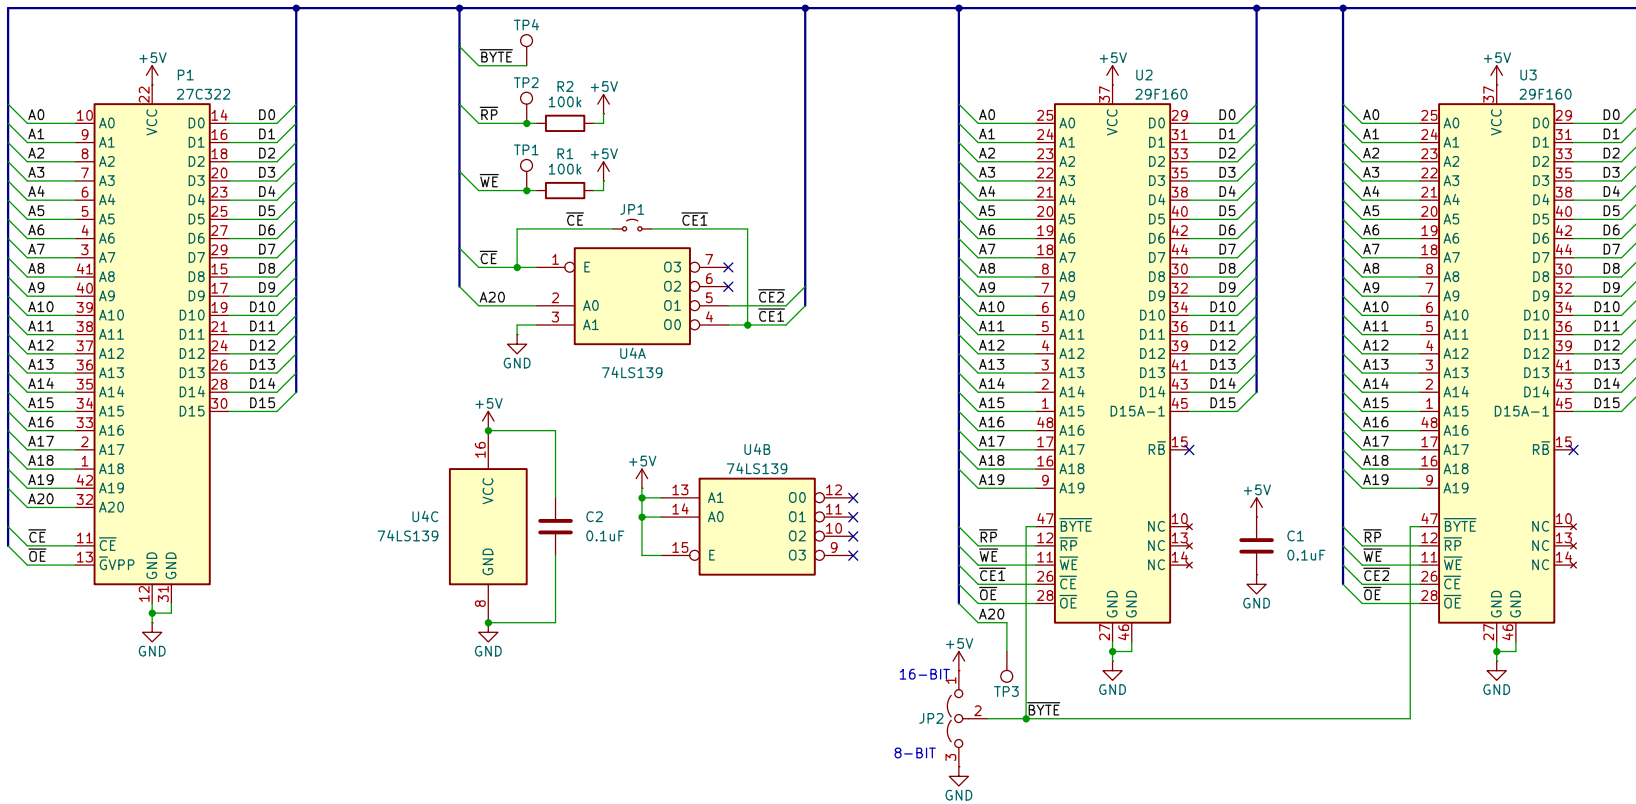 +5V
P1
27C322
22
VCC
A0 10 A0 D0 14 D0
A1 9 A1 D1 16 D1
A2 8 A2 D2 18 D2
A3 7 A3 D3 20 D3
A4 6 A4 D4 23 D4
A5 5 A5 D5 25 D5
A6 4 A6 D6 27 D6
A7 3 A7 D7 29 D7
A8 41 A8 D8 15 D8
A9 40 A9 D9 17 D9
A10 39 A10 D10 19 D10
A11 38 A11 D11 21 D11
A12 37 A12 D12 24 D12
A13 36 A13 D13 26 D13
A14 35 A14 D14 28 D14
A15 34 A15 D15 30 D15
A16 33 A16
A17 2 A17
A18 1 A18
A19 42 A19
A20 32 A20
CE 11 CE
OE 13 GVPP
GND GND
12 31
GND
TP4
BYTE
TP2 R2 +5V
100k
RP
TP1 R1 +5V
100k
WE
CE JP1 CE1
CE 1 E O3 7
O2 6
A20 2 A0 O1 5 CE2
3 A1 O0 4 CE1
GND
U4A
74LS139
+5V
16
VCC
U4C
74LS139
C2
0.1uF
GND
8
GND
+5V
U4B
74LS139
13 A1 O0 12
14 A0 O1 11
O2 10
15 E O3 9
+5V
U2
29F160
37
VCC
A0 25 A0 D0 29 D0
A1 24 A1 D1 31 D1
A2 23 A2 D2 33 D2
A3 22 A3 D3 35 D3
A4 21 A4 D4 38 D4
A5 20 A5 D5 40 D5
A6 19 A6 D6 42 D6
A7 18 A7 D7 44 D7
A8 8 A8 D8 30 D8
A9 7 A9 D9 32 D9
A10 6 A10 D10 34 D10
A11 5 A11 D11 36 D11
A12 4 A12 D12 39 D12
A13 3 A13 D13 41 D13
A14 2 A14 D14 43 D14
A15 1 A15 D15A-1 45 D15
A16 48 A16
A17 17 A17 RB 15
A18 16 A18
A19 9 A19
47 BYTE NC 10
RP 12 RP NC 13
WE 11 WE NC 14
CE1 26 CE
OE 28 OE
A20
GND GND
27 46
GND
TP3
+5V
C1
0.1uF
GND
+5V
16-BIT 1
JP2 2 BYTE
8-BIT 3
GND
+5V
U3
29F160
37
VCC
A0 25 A0 D0 29 D0
A1 24 A1 D1 31 D1
A2 23 A2 D2 33 D2
A3 22 A3 D3 35 D3
A4 21 A4 D4 38 D4
A5 20 A5 D5 40 D5
A6 19 A6 D6 42 D6
A7 18 A7 D7 44 D7
A8 8 A8 D8 30 D8
A9 7 A9 D9 32 D9
A10 6 A10 D10 34 D10
A11 5 A11 D11 36 D11
A12 4 A12 D12 39 D12
A13 3 A13 D13 41 D13
A14 2 A14 D14 43 D14
A15 1 A15 D15A-1 45 D15
A16 48 A16
A17 17 A17 RB 15
A18 16 A18
A19 9 A19
47 BYTE NC 10
RP 12 RP NC 13
WE 11 WE NC 14
CE2 26 CE
OE 28 OE
GND GND
27 46
GND